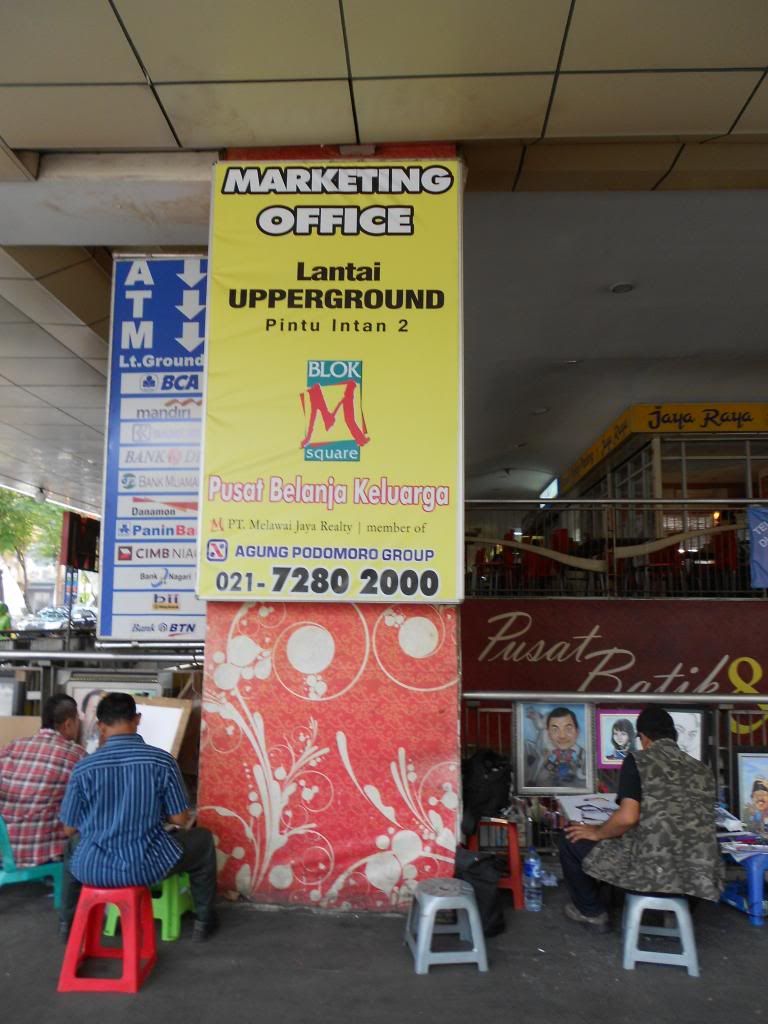 MARKETING
OFFICE
Lantai
UPPERGROUND
Pintu Intan 2
BLOK
M
square
Pusat Belanja Keluarga
PT. Melawai Jaya Realty | member of
AGUNG PODOMORO GROUP
021- 7280 2000
ATM
Lt.Ground
BCA
mandiri
BANK
BANK MUAMA
Danamon
PaninBa
CIMB NIA
Bank Nagari
bii
Bank BTN
Jaya Raya
Pusat
Batik &